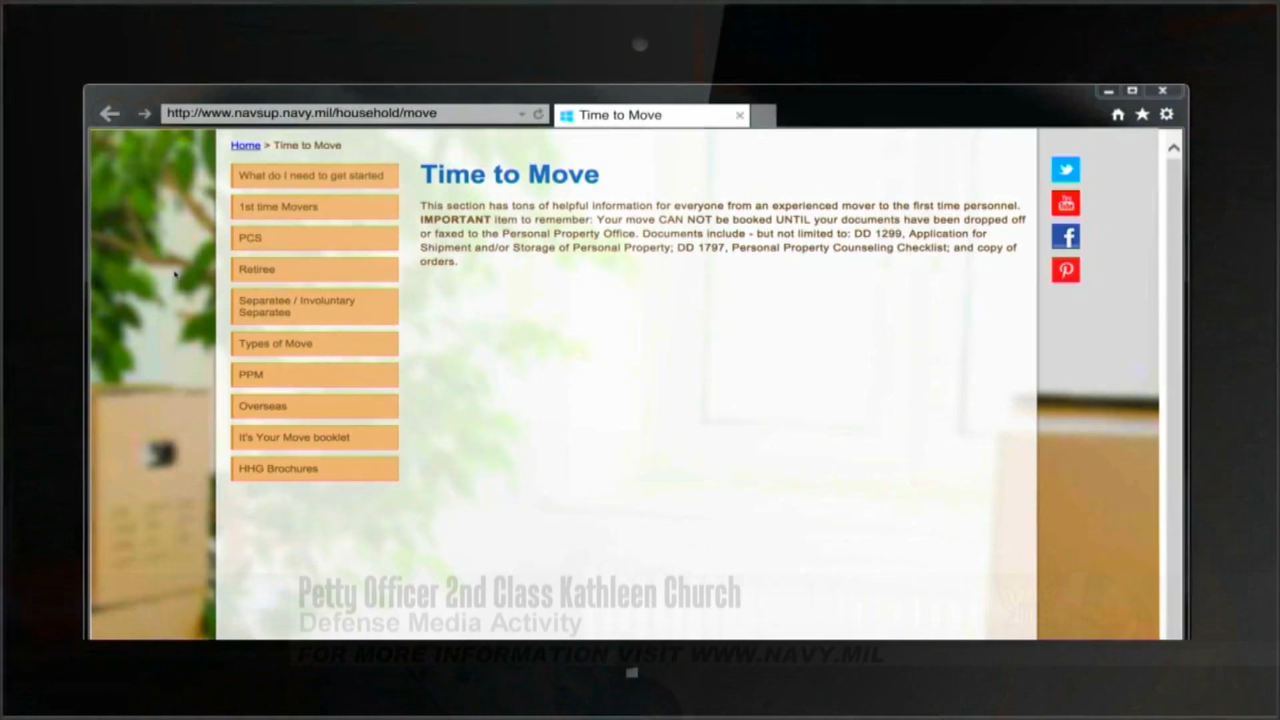 http://www.navsup.navy.mil/household/move
Time to Move
Home > Time to Move
What do I need to get started
1st time Movers
PCS
Retiree
Separatee / Involuntary
Separatee
Types of Move
PPM
Overseas
It's Your Move booklet
HHG Brochures
Time to Move
This section has tons of helpful information for everyone from an experienced mover to the first time personnel.
IMPORTANT item to remember: Your move CAN NOT be booked UNTIL your documents have been dropped off
or faxed to the Personal Property Office. Documents include - but not limited to: DD 1299, Application for
Shipment and/or Storage of Personal Property; DD 1797, Personal Property Counseling Checklist; and copy of
orders.
You
Tube
Petty Officer 2nd Class Kathleen Church
Defense Media Activity
FOR MORE INFORMATION VISIT WWW.NAVY.MIL